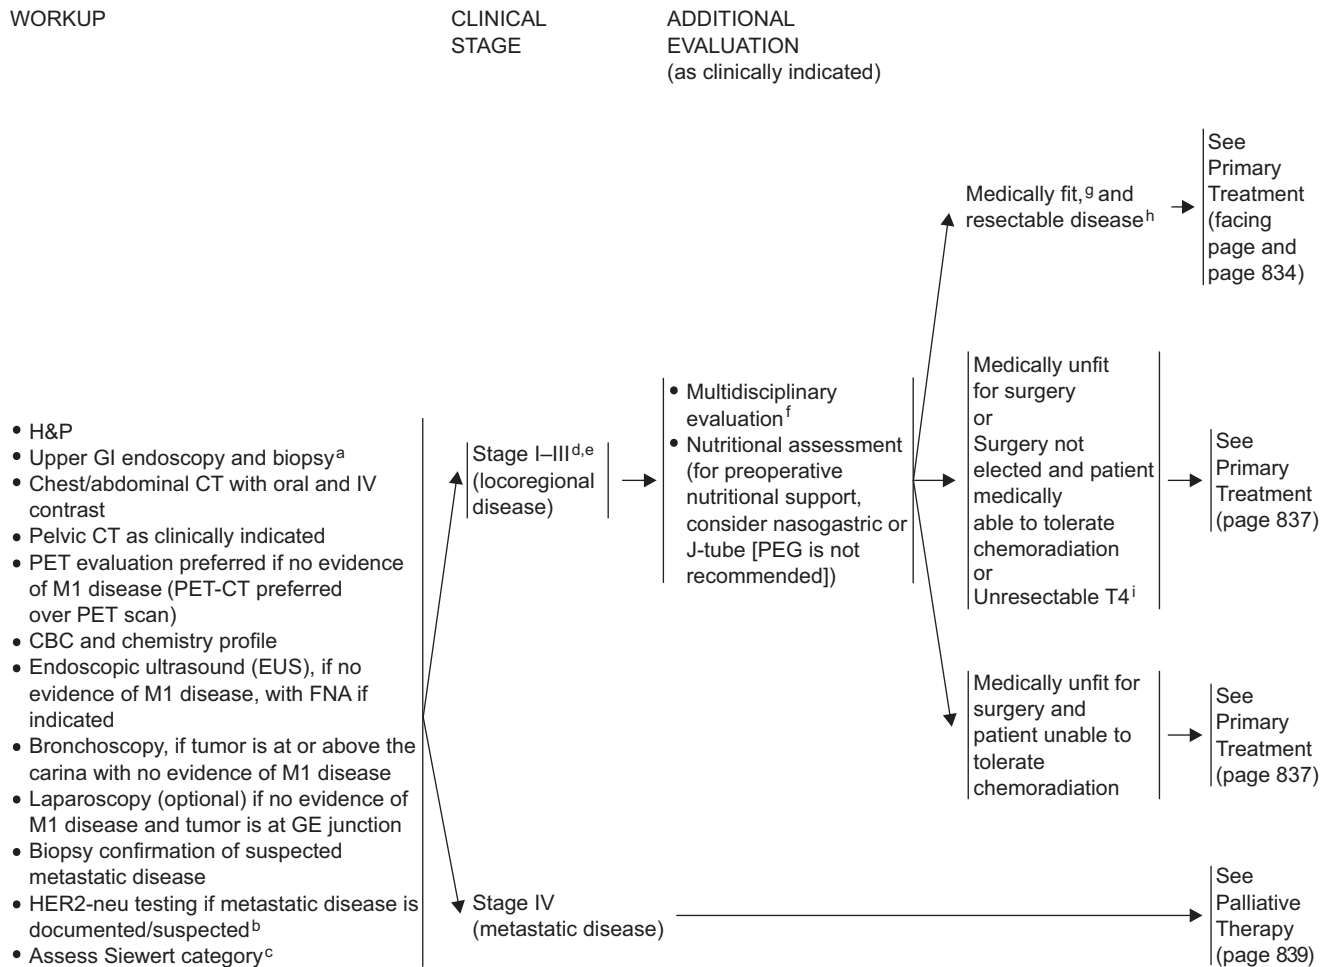 WORKUP
CLINICAL
STAGE
ADDITIONAL
EVALUATION
(as clinically indicated)
• H&P
• Upper GI endoscopy and biopsy a
• Chest/abdominal CT with oral and IV
contrast
• Pelvic CT as clinically indicated
• PET evaluation preferred if no evidence
of M1 disease (PET-CT preferred
over PET scan)
• CBC and chemistry profile
• Endoscopic ultrasound (EUS), if no
evidence of M1 disease, with FNA if
indicated
• Bronchoscopy, if tumor is at or above the
carina with no evidence of M1 disease
• Laparoscopy (optional) if no evidence of
M1 disease and tumor is at GE junction
• Biopsy confirmation of suspected
metastatic disease
• HER2-neu testing if metastatic disease is
documented/suspected b
• Assess Siewert category c
Stage I–III d,e
(locoregional
disease)
• Multidisciplinary
evaluation f
• Nutritional assessment
(for preoperative
nutritional support,
consider nasogastric or
J-tube [PEG is not
recommended])
Medically fit, g and
resectable disease h
See
Primary
Treatment
(facing
page and
page 834)
Medically unfit
for surgery
or
Surgery not
elected and patient
medically
able to tolerate
chemoradiation
or
Unresectable T4 i
See
Primary
Treatment
(page 837)
Medically unfit for
surgery and
patient unable to
tolerate
chemoradiation
See
Primary
Treatment
(page 837)
Stage IV
(metastatic disease)
See
Palliative
Therapy
(page 839)